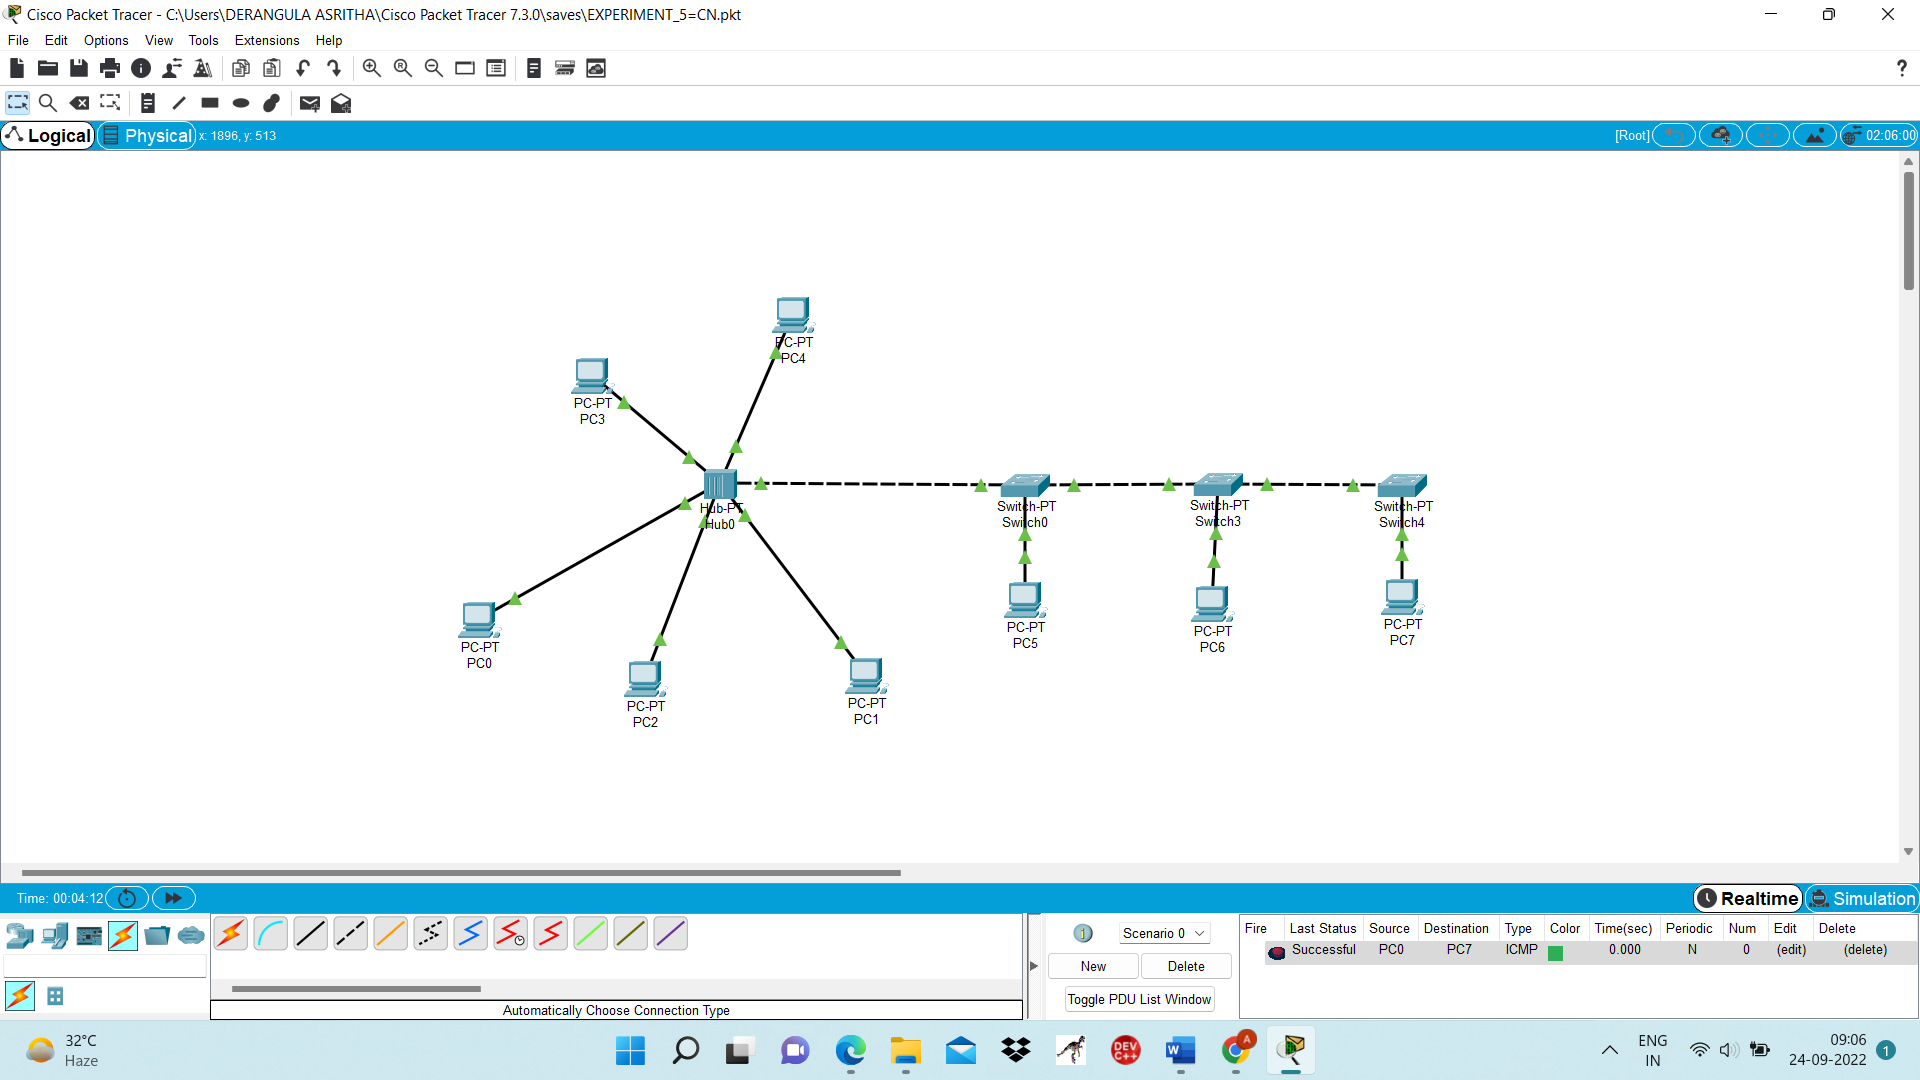 Cisco Packet Tracer - C:\Users\DERANGULA ASRITHA\Cisco Packet Tracer 7.3.0\saves\EXPERIMENT_5=CN.pkt
File Edit Options View Tools Extensions Help
?
Logical Physical x: 1896, y: 513 [Root] 02:06:00
PC-PT
PC4
PC-PT
PC3
Hub-PT
Hub0
Switch-PT
Switch0
Switch-PT
Switch3
Switch-PT
Switch4
PC-PT
PC5
PC-PT
PC6
PC-PT
PC7
PC-PT
PC0
PC-PT
PC2
PC-PT
PC1
Time: 00:04:12 Realtime Simulation
Scenario 0
New Delete
Toggle PDU List Window
Fire Last Status Source Destination Type Color Time(sec) Periodic Num Edit Delete
Successful PC0 PC7 ICMP 0.000 N 0 (edit) (delete)
Automatically Choose Connection Type
32°C
Haze
DEV
C++
W
A
ENG
IN
09:06
24-09-2022
1